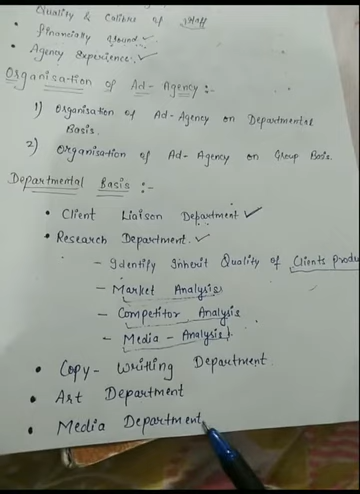 Quality & Calibre of Staff
• Financially Sound ✓
• Agency Experience. ✓
Organisation of Ad-Agency :-
1) Organisation of Ad-Agency on Departmental
Basis.
2) Organisation of Ad-Agency on Group Basis.
Departmental Basis :-
• Client Liaison Department ✓
• Research Department. ✓
– Identify Inherit Quality of Clients Produ
– Market Analysis.
– Competitor Analysis
– Media - Analysis.
• Copy-Writling Department.
• Art Department
• Media Department